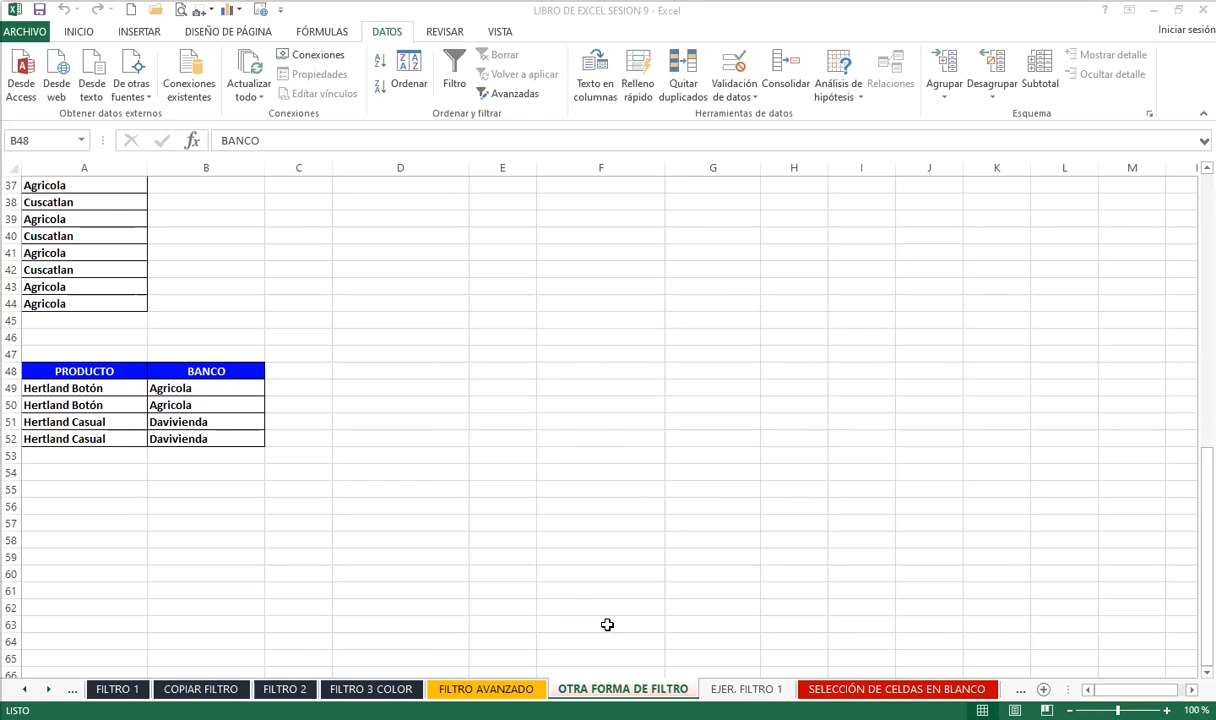 LIBRO DE EXCEL SESION 9 - Excel
ARCHIVO INICIO INSERTAR DISEÑO DE PÁGINA FÓRMULAS DATOS REVISAR VISTA Iniciar sesión
Desde Access
Desde web
Desde texto
De otras fuentes
Conexiones existentes
Obtener datos externos
Actualizar todo
Conexiones
Propiedades
Editar vínculos
Conexiones
Ordenar
Filtro
Borrar
Volver a aplicar
Avanzadas
Ordenar y filtrar
Texto en columnas
Relleno rápido
Quitar duplicados
Validación de datos
Consolidar
Análisis de hipótesis
Relaciones
Herramientas de datos
Agrupar
Desagrupar
Subtotal
Mostrar detalle
Ocultar detalle
Esquema
B48 fx BANCO
A B C D E F G H I J K L M
37 Agricola
38 Cuscatlan
39 Agricola
40 Cuscatlan
41 Agricola
42 Cuscatlan
43 Agricola
44 Agricola
45
46
47
48 PRODUCTO BANCO
49 Hertland Botón Agricola
50 Hertland Botón Agricola
51 Hertland Casual Davivienda
52 Hertland Casual Davivienda
53
54
55
56
57
58
59
60
61
62
63
64
65
66
... FILTRO 1 COPIAR FILTRO FILTRO 2 FILTRO 3 COLOR FILTRO AVANZADO OTRA FORMA DE FILTRO EJER. FILTRO 1 SELECCIÓN DE CELDAS EN BLANCO ...
LISTO 100 %